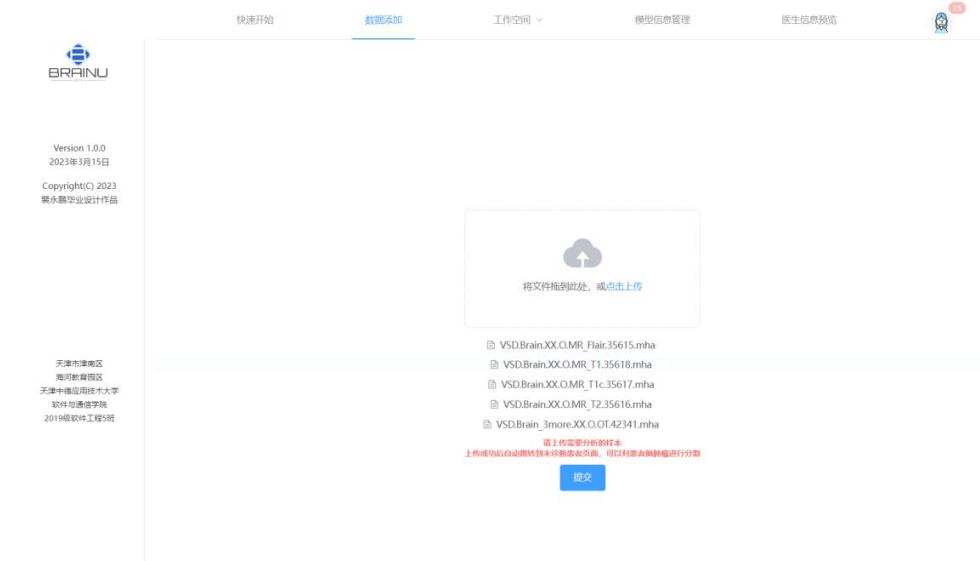 快速开始
数据添加
工作空间
模型信息管理
医生信息预览
15
BRAINU
Version 1.0.0
2023年3月15日
Copyright(C) 2023
裴永鹏毕业设计作品
将文件拖到此处，或点击上传
VSD.Brain.XX.O.MR_Flair.35615.mha
VSD.Brain.XX.O.MR_T1.35618.mha
VSD.Brain.XX.O.MR_T1c.35617.mha
VSD.Brain.XX.O.MR_T2.35616.mha
VSD.Brain_3more.XX.O.OT.42341.mha
请上传需要分析的样本
上传成功后自动跳转到未诊断患者页面，可以对患者脑肿瘤进行分割
提交
天津市津南区
海河教育园区
天津中德应用技术大学
软件与通信学院
2019级软件工程5班